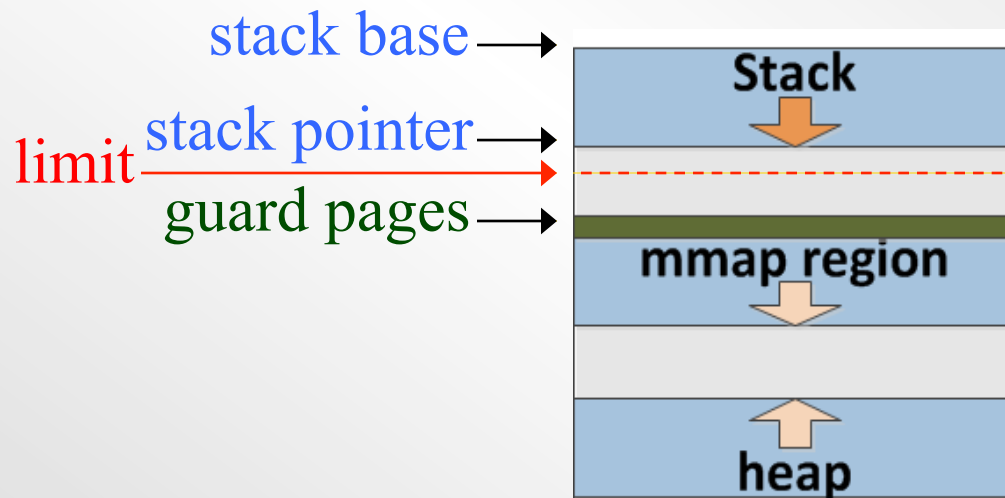 stack base
Stack
stack pointer
limit
guard pages
mmap region
heap